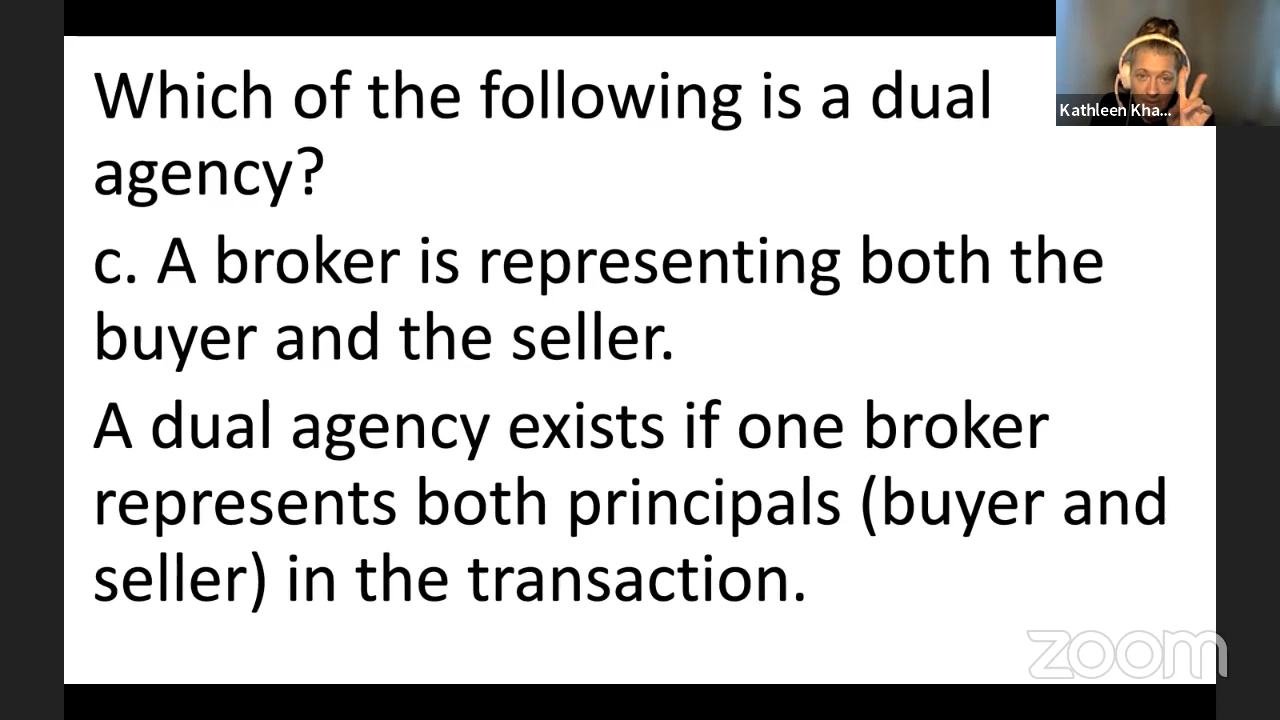 Which of the following is a dual
agency?
c. A broker is representing both the
buyer and the seller.
A dual agency exists if one broker
represents both principals (buyer and
seller) in the transaction.
Kathleen Kha...
zoom